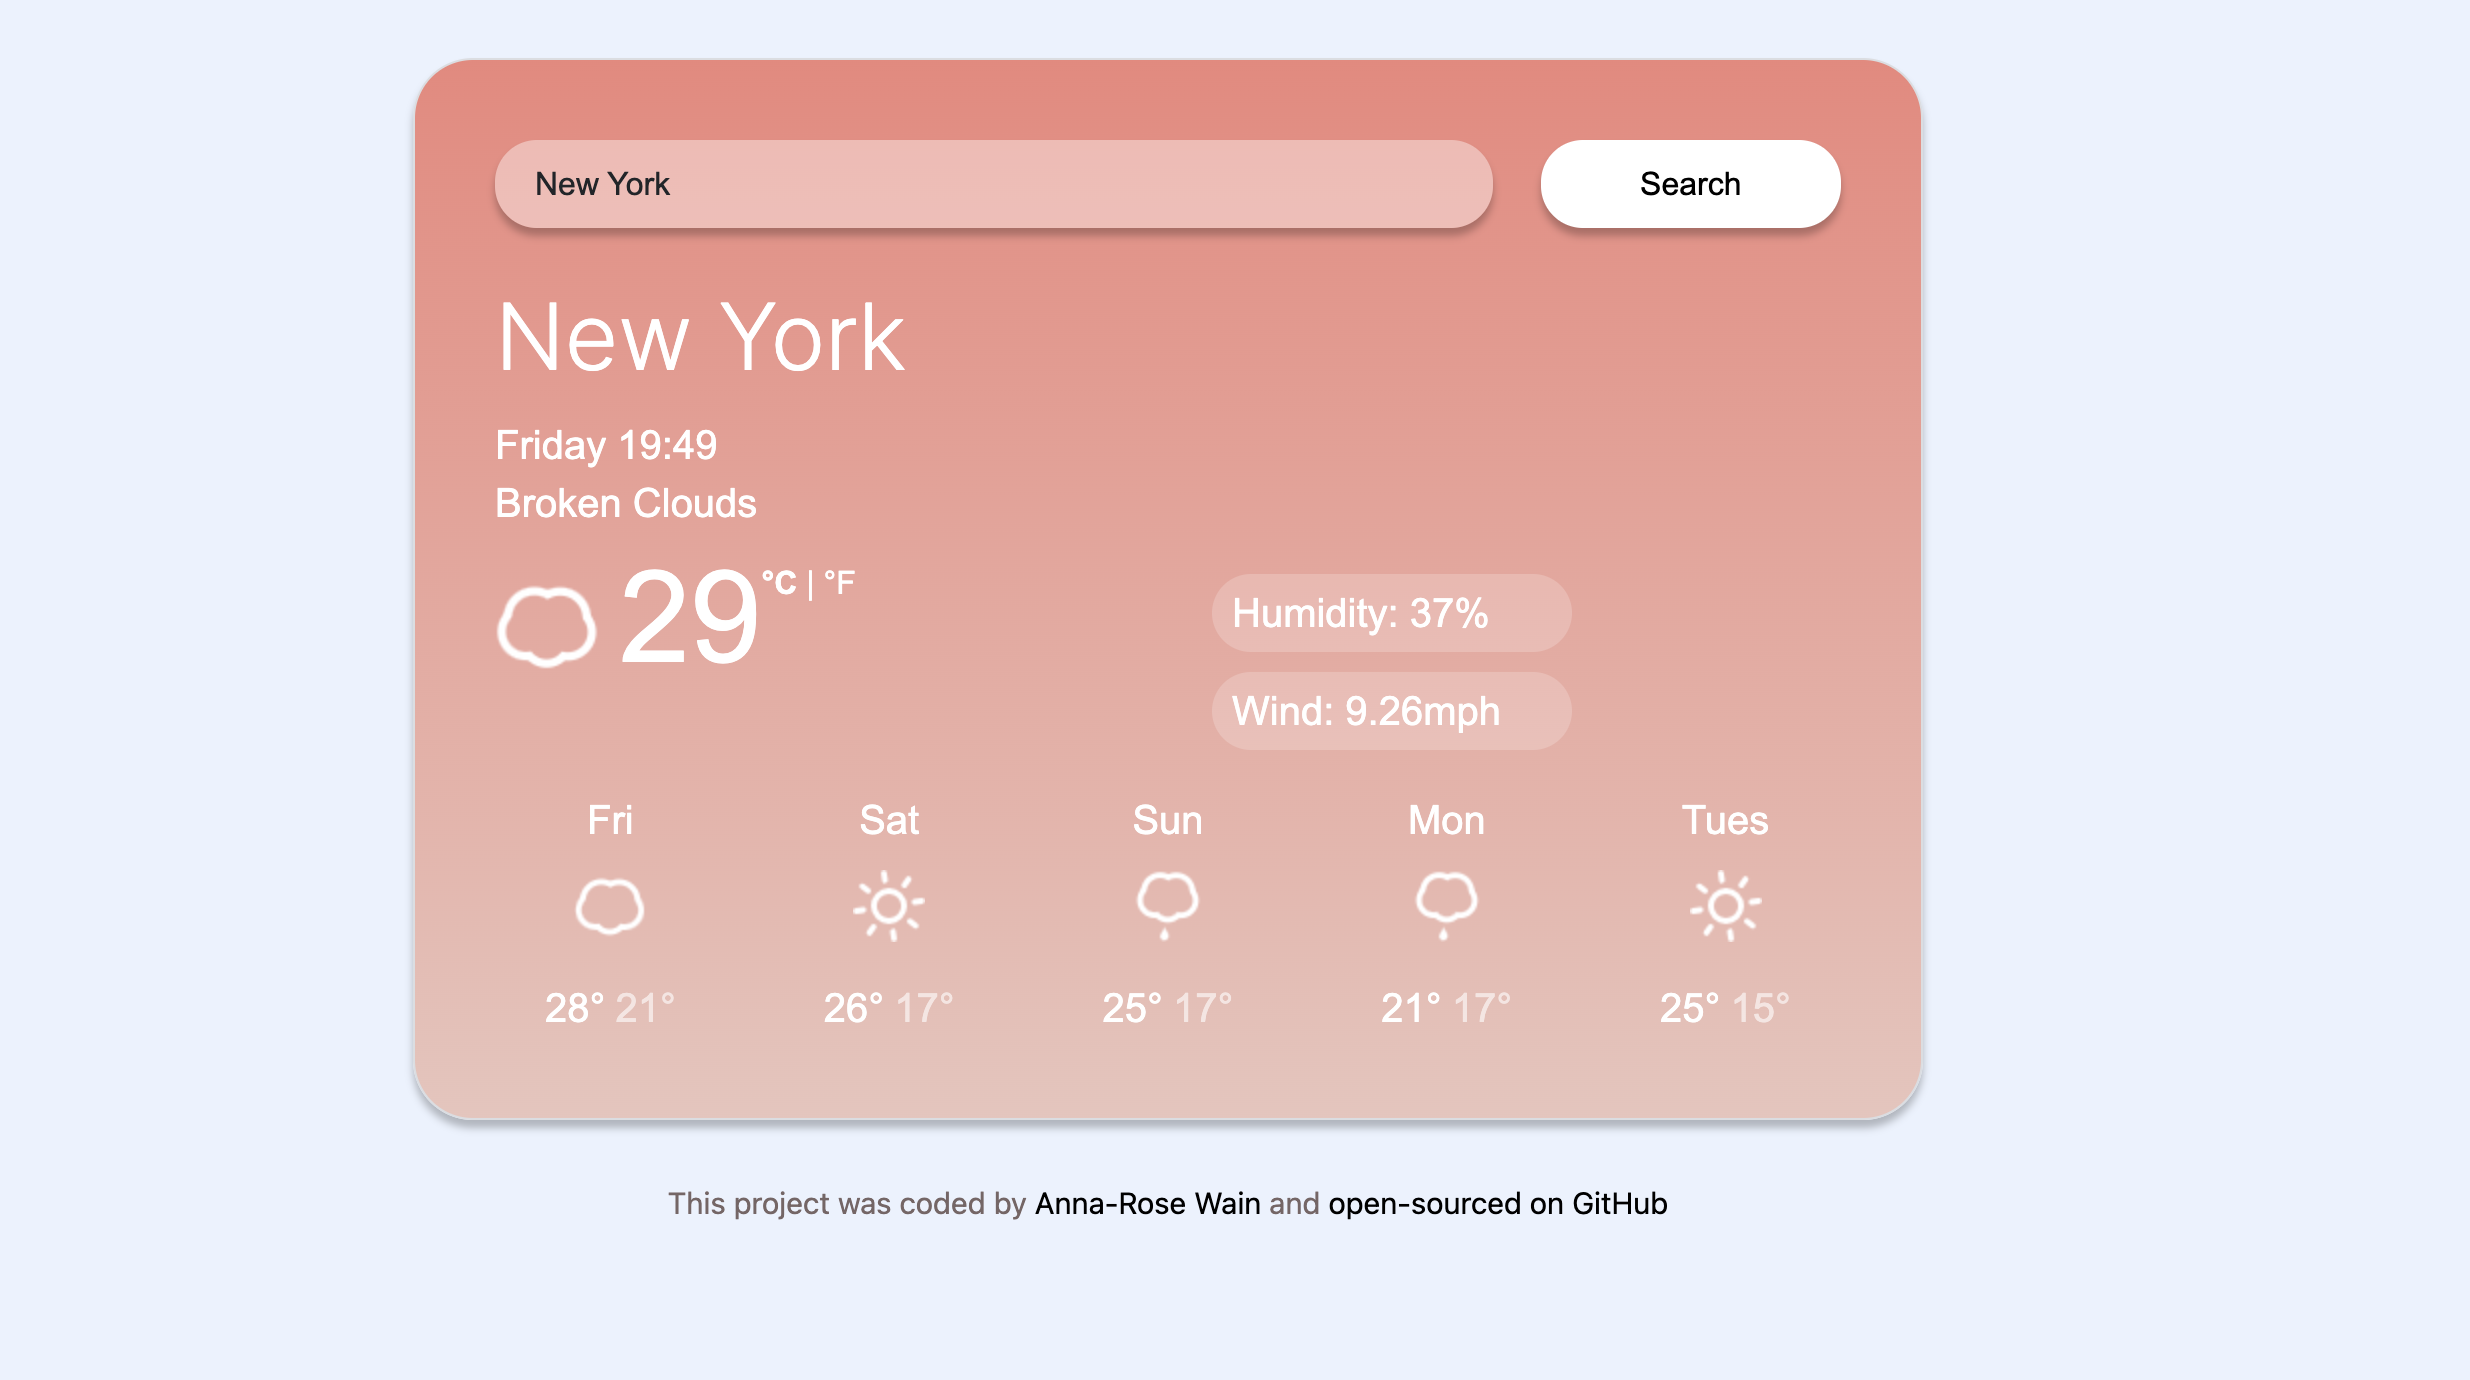 New York
Search
New York
Friday 19:49
Broken Clouds
29 °C | °F
Humidity: 37%
Wind: 9.26mph
Fri Sat Sun Mon Tues
28° 21° 26° 17° 25° 17° 21° 17° 25° 15°
This project was coded by Anna-Rose Wain and open-sourced on GitHub